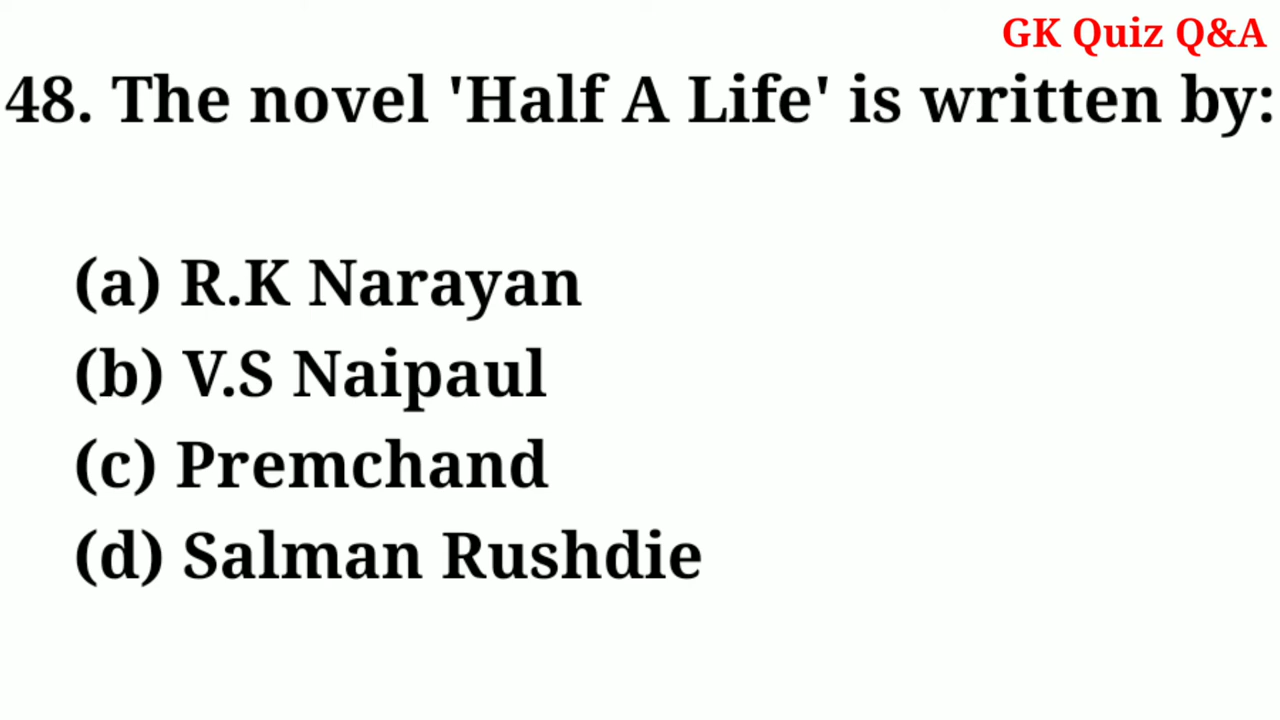 GK Quiz Q&A
48. The novel 'Half A Life' is written by:
(a) R.K Narayan
(b) V.S Naipaul
(c) Premchand
(d) Salman Rushdie